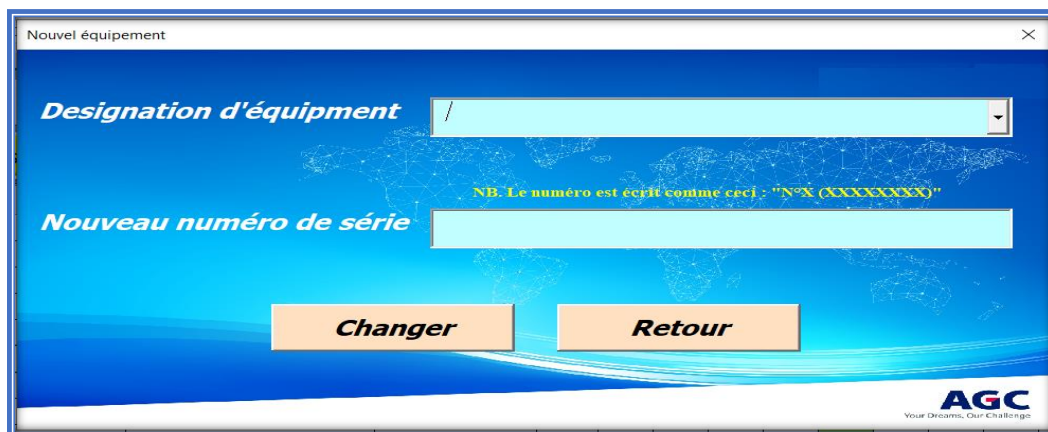 Nouvel équipement
Designation d'équipment
/
NB. Le numéro est écrit comme ceci : "N°X (XXXXXXXX)"
Nouveau numéro de série
Changer
Retour
AGC
Your Dreams, Our Challenge